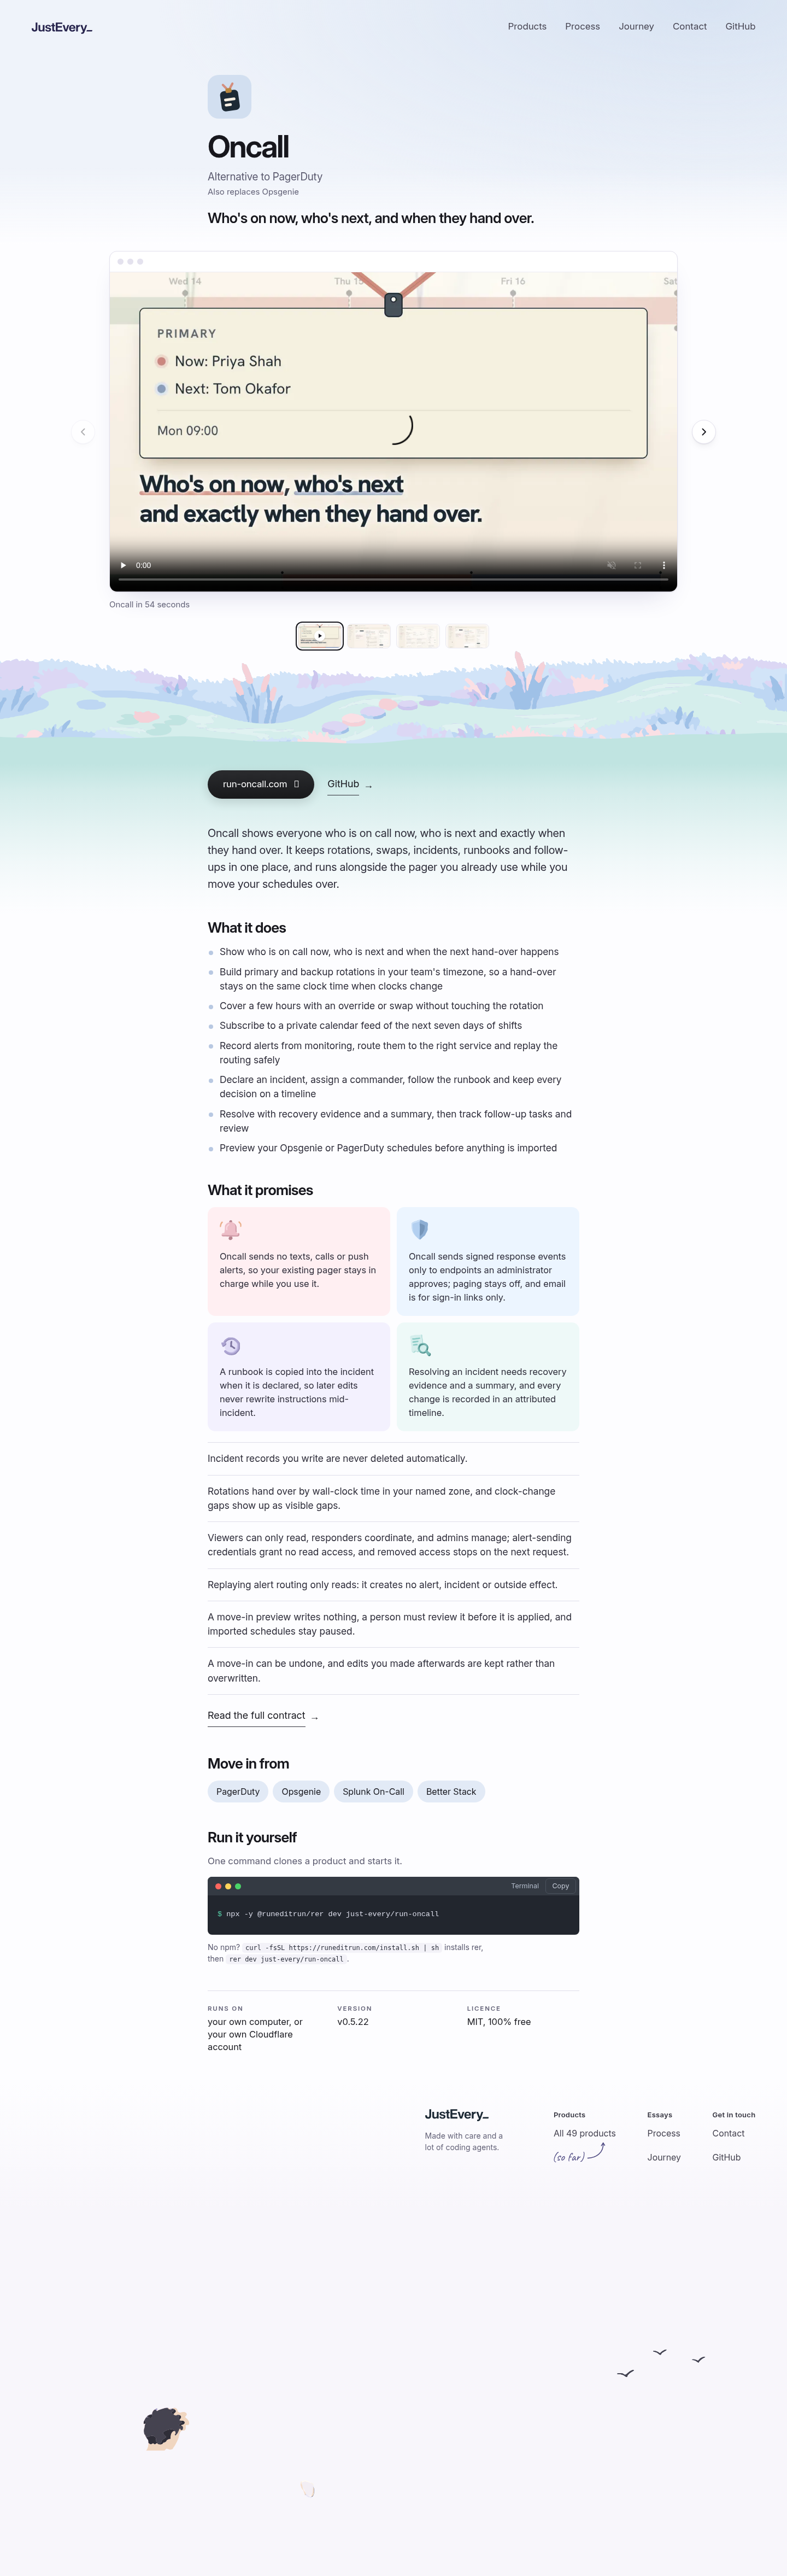 JustEvery_
Products Process Journey Contact GitHub
Oncall
Alternative to PagerDuty
Also replaces Opsgenie
Who's on now, who's next, and when they hand over.
Wed 14 Thu 15 Fri 16 Sat
PRIMARY
Now: Priya Shah
Next: Tom Okafor
Mon 09:00
Who's on now, who's next
and exactly when they hand over.
0:00
Oncall in 54 seconds
run-oncall.com GitHub →
Oncall shows everyone who is on call now, who is next and exactly when
they hand over. It keeps rotations, swaps, incidents, runbooks and follow-
ups in one place, and runs alongside the pager you already use while you
move your schedules over.
What it does
Show who is on call now, who is next and when the next hand-over happens
Build primary and backup rotations in your team's timezone, so a hand-over
stays on the same clock time when clocks change
Cover a few hours with an override or swap without touching the rotation
Subscribe to a private calendar feed of the next seven days of shifts
Record alerts from monitoring, route them to the right service and replay the
routing safely
Declare an incident, assign a commander, follow the runbook and keep every
decision on a timeline
Resolve with recovery evidence and a summary, then track follow-up tasks and
review
Preview your Opsgenie or PagerDuty schedules before anything is imported
What it promises
Oncall sends no texts, calls or push
alerts, so your existing pager stays in
charge while you use it.
Oncall sends signed response events
only to endpoints an administrator
approves; paging stays off, and email
is for sign-in links only.
A runbook is copied into the incident
when it is declared, so later edits
never rewrite instructions mid-
incident.
Resolving an incident needs recovery
evidence and a summary, and every
change is recorded in an attributed
timeline.
Incident records you write are never deleted automatically.
Rotations hand over by wall-clock time in your named zone, and clock-change
gaps show up as visible gaps.
Viewers can only read, responders coordinate, and admins manage; alert-sending
credentials grant no read access, and removed access stops on the next request.
Replaying alert routing only reads: it creates no alert, incident or outside effect.
A move-in preview writes nothing, a person must review it before it is applied, and
imported schedules stay paused.
A move-in can be undone, and edits you made afterwards are kept rather than
overwritten.
Read the full contract →
Move in from
PagerDuty Opsgenie Splunk On-Call Better Stack
Run it yourself
One command clones a product and starts it.
Terminal Copy
$ npx -y @runeditrun/rer dev just-every/run-oncall
No npm? curl -fsSL https://runeditrun.com/install.sh | sh installs rer,
then rer dev just-every/run-oncall .
RUNS ON
your own computer, or
your own Cloudflare
account
VERSION
v0.5.22
LICENCE
MIT, 100% free
JustEvery_
Made with care and a
lot of coding agents.
Products
All 49 products
(so far)
Essays
Process
Journey
Get in touch
Contact
GitHub